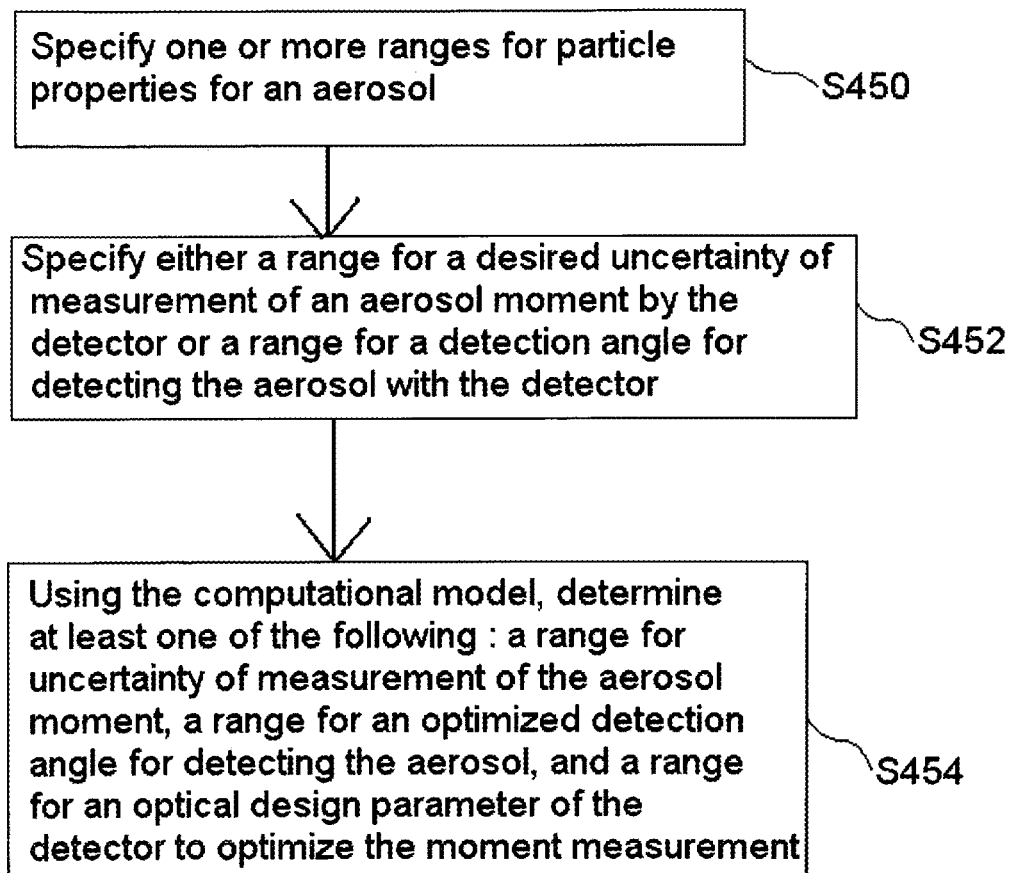 Specify one or more ranges for particle
properties for an aerosol
S450
Specify either a range for a desired uncertainty of
measurement of an aerosol moment by the
detector or a range for a detection angle for
detecting the aerosol with the detector
S452
Using the computational model, determine
at least one of the following : a range for
uncertainty of measurement of the aerosol
moment, a range for an optimized detection
angle for detecting the aerosol, and a range
for an optical design parameter of the
detector to optimize the moment measurement
S454